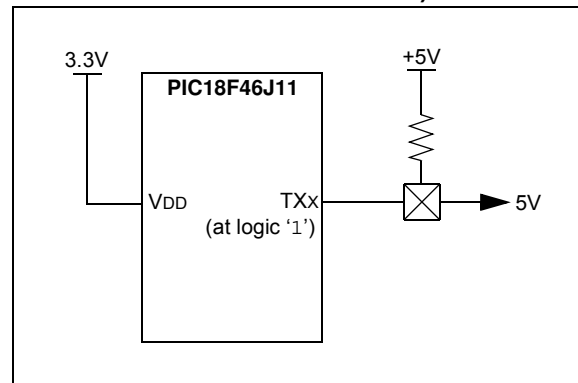 3.3V
+5V
PIC18F46J11
VDD
TXX
(at logic ‘1’)
5V